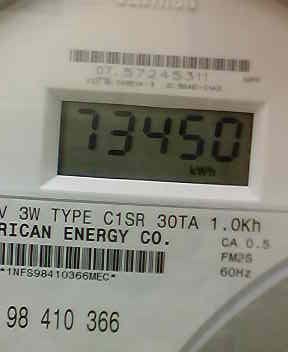 07.57245311
73450
kWh
V 3W TYPE C1SR 30TA 1.0Kh
RICAN ENERGY CO.
CA 0.5
FM2S
60Hz
*1NFS98410366MEC*
98 410 366